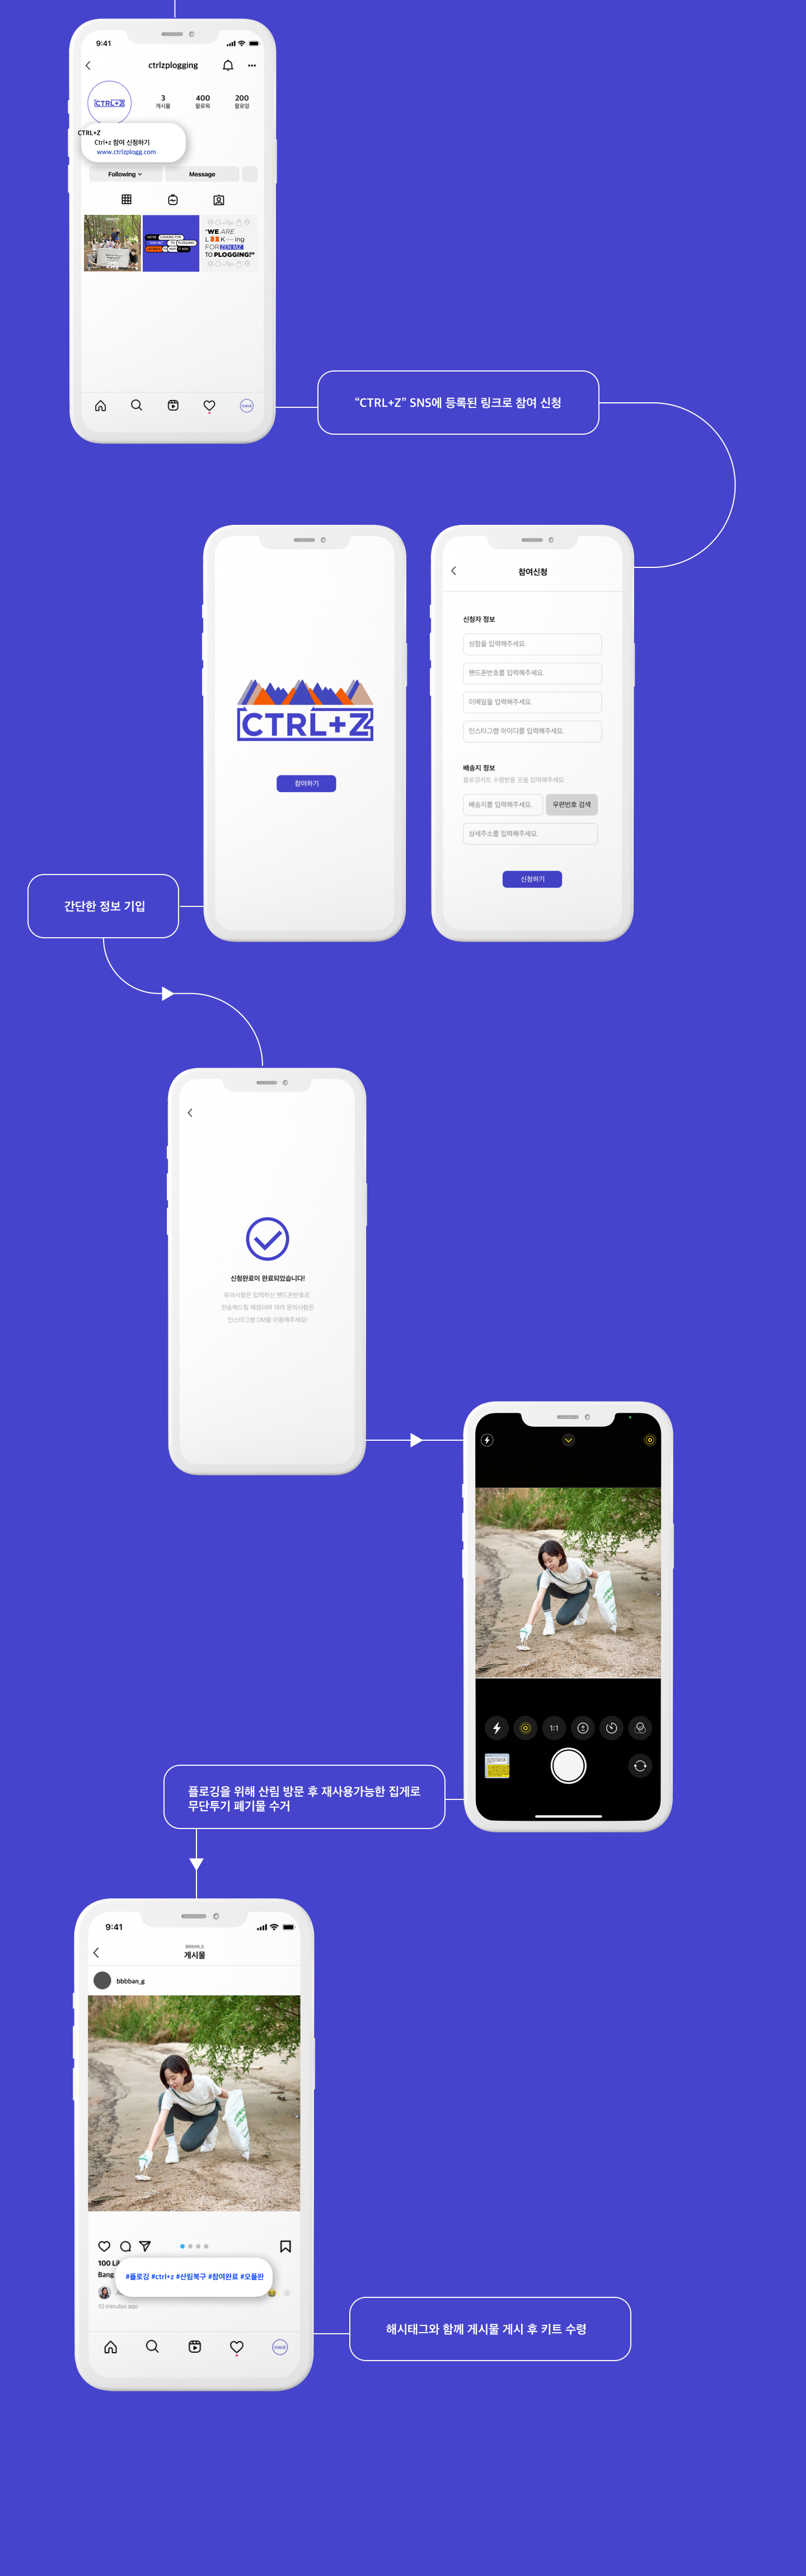 9:41
ctrlzplogging
CTRL+Z
3
게시물
400
팔로워
200
팔로잉
CTRL+Z
Ctrl+z 참여 신청하기
www.ctrlzplogg.com
Following
Message
"WE ARE
L K ing
FOR ZEN MZ
TO PLOGGING!"
“CTRL+Z” SNS에 등록된 링크로 참여 신청
CTRL+Z
참여하기
참여신청
신청자 정보
성함을 입력해주세요.
핸드폰번호를 입력해주세요.
이메일을 입력해주세요.
인스타그램 아이디를 입력해주세요.
배송지 정보
플로깅키트 수령받을 곳을 입력해주세요.
배송지를 입력해주세요.
우편번호 검색
상세주소를 입력해주세요.
신청하기
간단한 정보 기입
신청완료이 완료되었습니다!
유의사항은 입력하신 핸드폰번호로
전송해드릴 예정이며 여러 문의사항은
인스타그램 DM을 이용해주세요!
1:1
플로깅을 위해 산림 방문 후 재사용가능한 집게로
무단투기 폐기물 수거
9:41
BBBAN_G
게시물
bbbban_g
100 Li
Bang
#플로깅 #ctrl+z #산림복구 #참여완료 #오플완
10 minutes ago
해시태그와 함께 게시물 게시 후 키트 수령